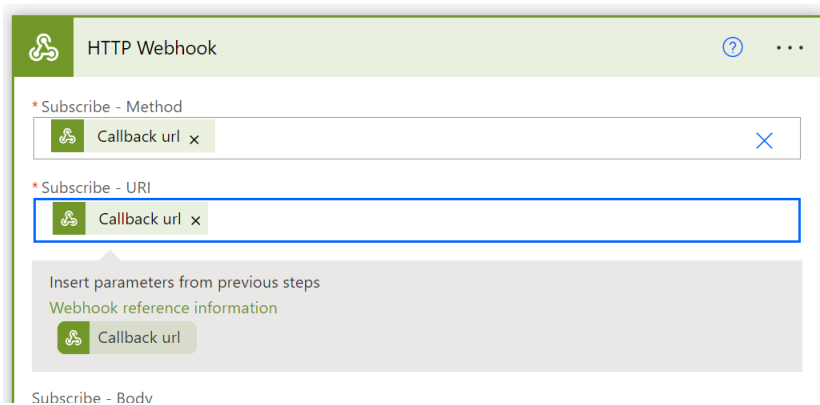 HTTP Webhook
* Subscribe - Method
Callback url ×
* Subscribe - URI
Callback url ×
Insert parameters from previous steps
Webhook reference information
Callback url
Subscribe - Body